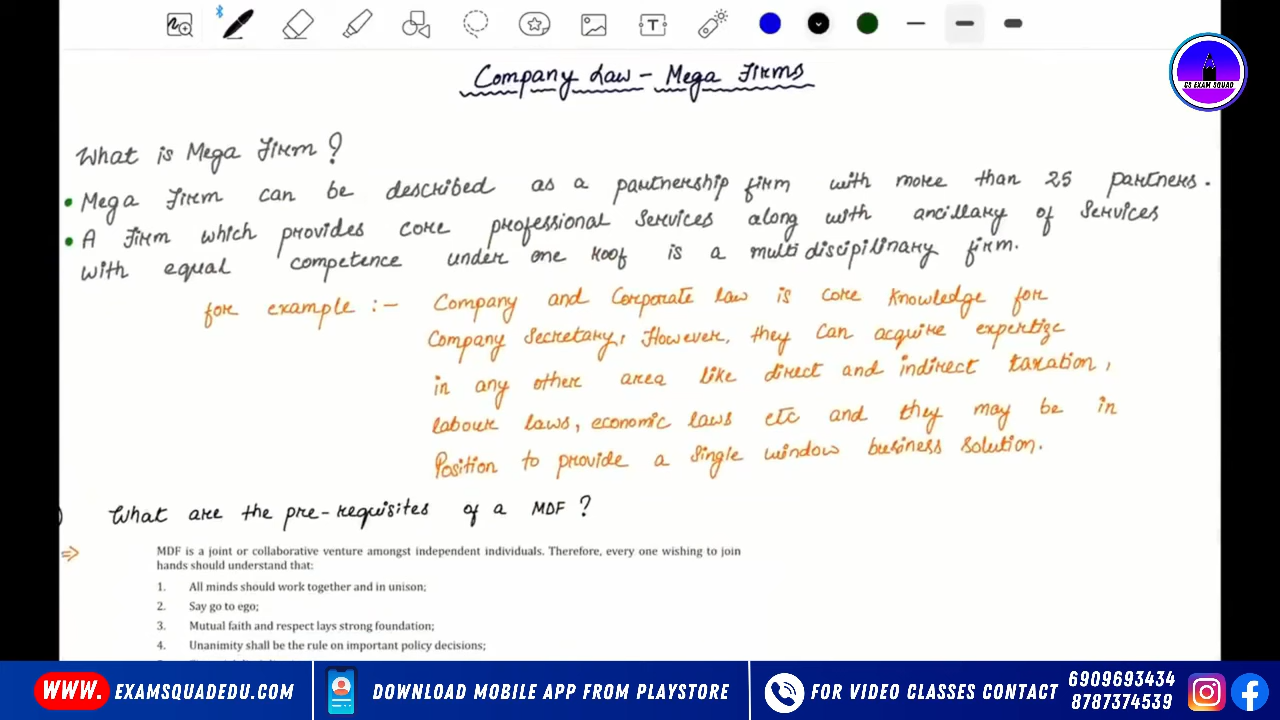 Company Law - Mega Firms
CS EXAM SQUAD
What is Mega Firm ?
• Mega Firm can be described as a partnership firm with more than 25 partners.
• A Firm which provides core professional Services along with ancillary of Services
with equal competence under one roof is a multi disciplinary firm.
for example :- Company and Corporate law is core Knowledge for
Company Secretary, However, they can acquire expertize
in any other area like direct and indirect taxation,
labour laws, economic laws etc and they may be in
Position to provide a Single window business solution.
) What are the pre-requisites of a MDF ?
⇒ MDF is a joint or collaborative venture amongst independent individuals. Therefore, every one wishing to join
hands should understand that:
1. All minds should work together and in unison;
2. Say go to ego;
3. Mutual faith and respect lays strong foundation;
4. Unanimity shall be the rule on important policy decisions;
WWW. EXAMSQUADEDU.COM
DOWNLOAD MOBILE APP FROM PLAYSTORE
FOR VIDEO CLASSES CONTACT
6909693434
8787374539